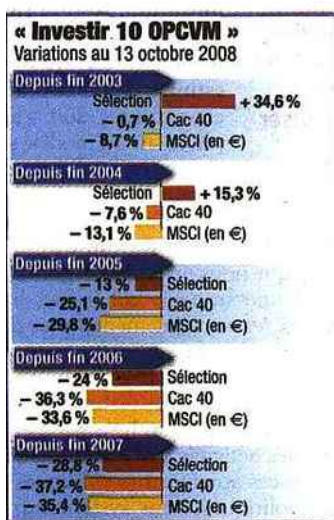 « Investir 10 OPCVM »
Variations au 13 octobre 2008
Depuis fin 2003
Sélection + 34,6 %
– 0,7 % Cac 40
– 8,7 % MSCI (en €)
Depuis fin 2004
Sélection + 15,3 %
– 7,6 % Cac 40
– 13,1 % MSCI (en €)
Depuis fin 2005
– 13 % Sélection
– 25,1 % Cac 40
– 29,8 % MSCI (en €)
Depuis fin 2006
– 24 % Sélection
– 36,3 % Cac 40
– 33,6 % MSCI (en €)
Depuis fin 2007
– 28,8 % Sélection
– 37,2 % Cac 40
– 35,4 % MSCI (en €)